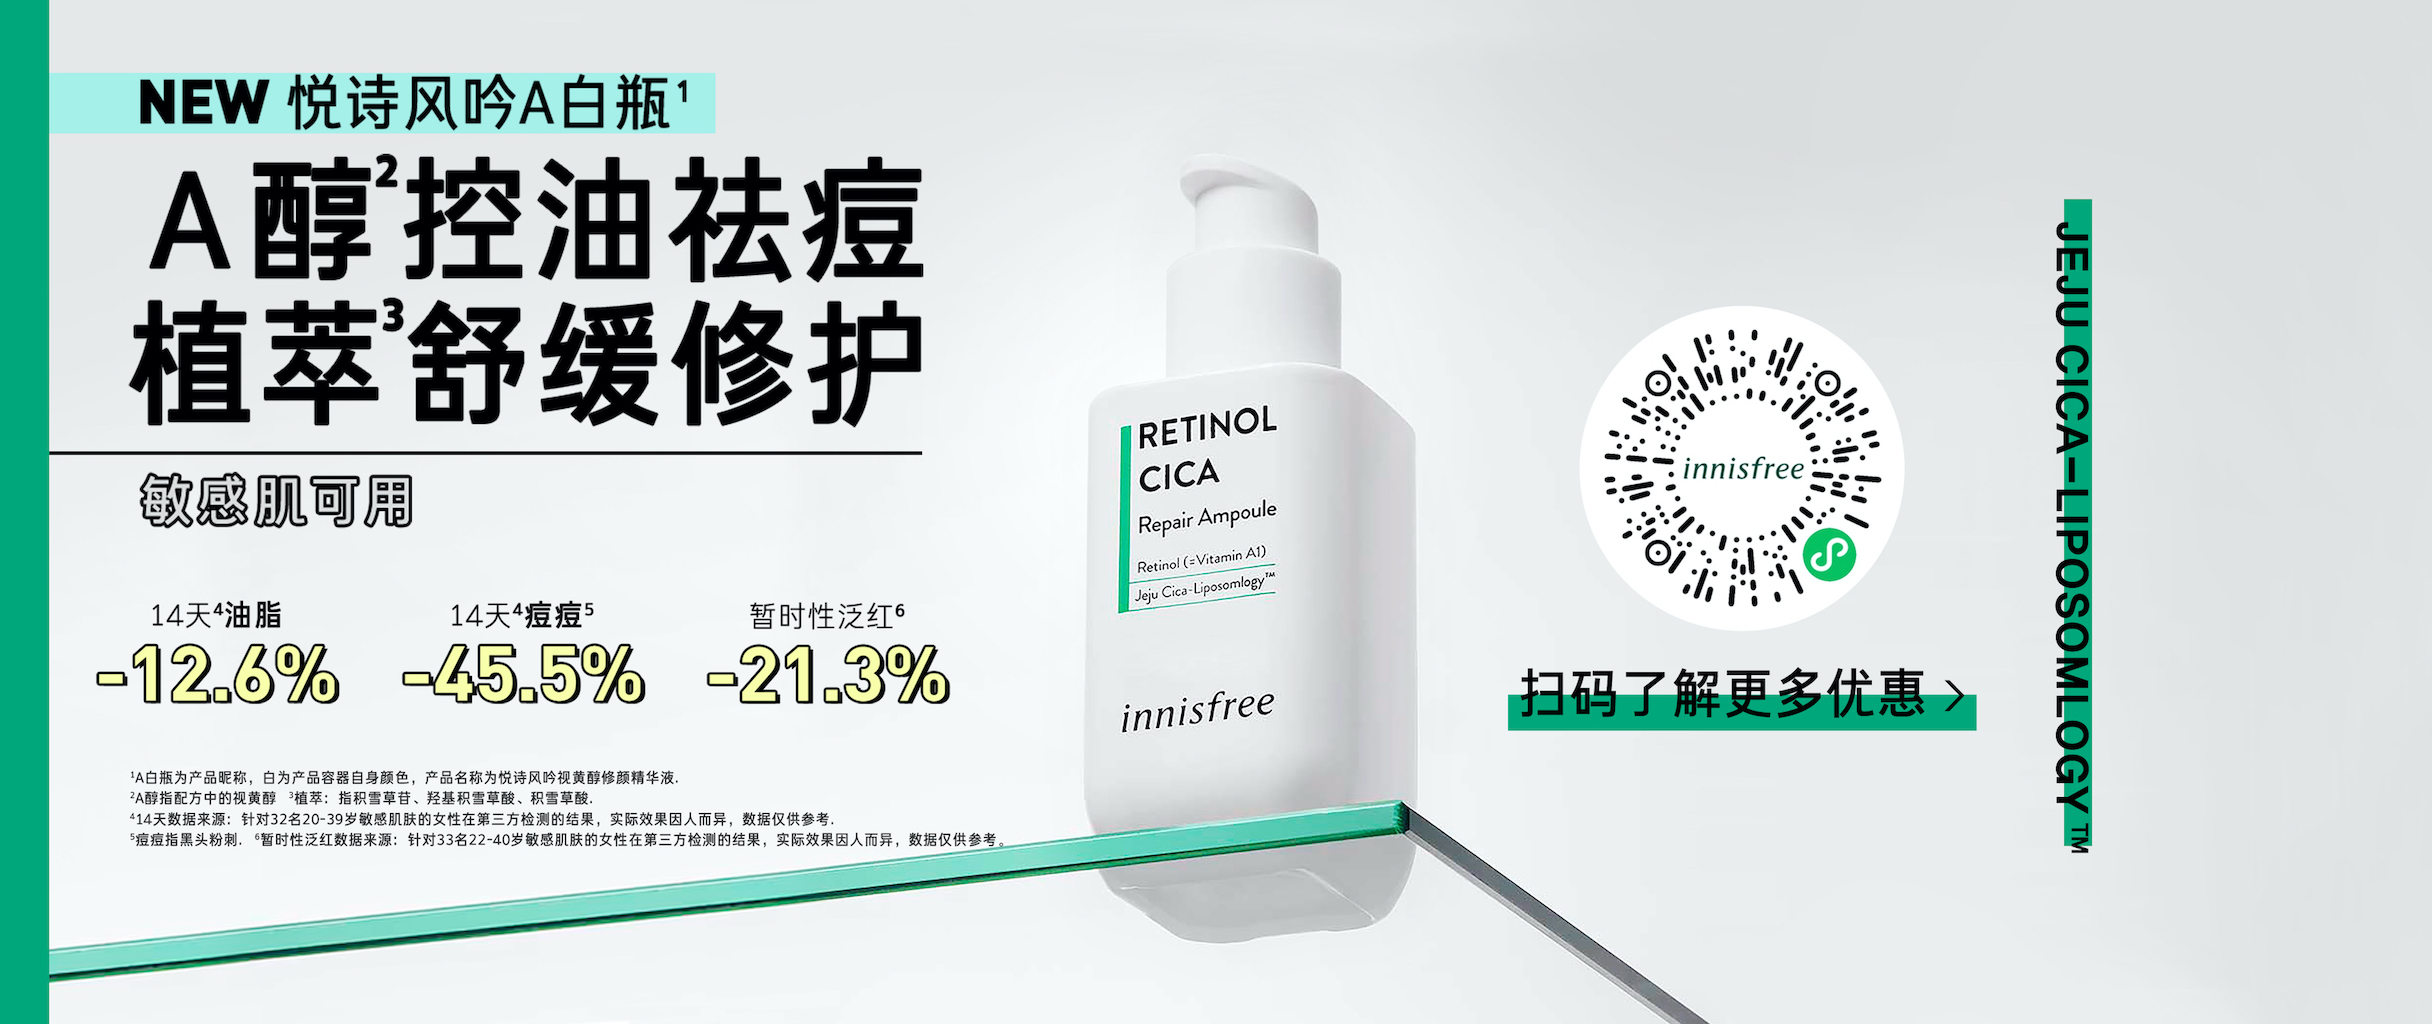 NEW 悦诗风吟A白瓶¹
A醇²控油祛痘
植萃³舒缓修护
敏感肌可用
14天⁴油脂
-12.6%
14天⁴痘痘⁵
-45.5%
暂时性泛红⁶
-21.3%
¹A白瓶为产品昵称，白为产品容器自身颜色，产品名称为悦诗风吟视黄醇修颜精华液.
²A醇指配方中的视黄醇 ³植萃：指积雪草苷、羟基积雪草酸、积雪草酸.
⁴14天数据来源：针对32名20-39岁敏感肌肤的女性在第三方检测的结果，实际效果因人而异，数据仅供参考.
⁵痘痘指黑头粉刺. ⁶暂时性泛红数据来源：针对33名22-40岁敏感肌肤的女性在第三方检测的结果，实际效果因人而异，数据仅供参考。
RETINOL
CICA
Repair Ampoule
Retinol (=Vitamin A1)
Jeju Cica-Liposomlogy™
innisfree
innisfree
扫码了解更多优惠 >
JEJU CICA-LIPOSOMLOGY™